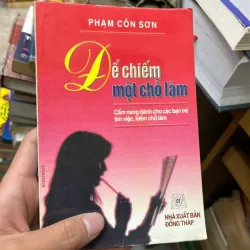 PHẠM CÔN SƠN
Để chiếm
một chỗ làm
Cẩm nang dành cho các bạn trẻ
tìm việc, kiếm chỗ làm
NHÀ XUẤT BẢN
ĐỒNG THÁP